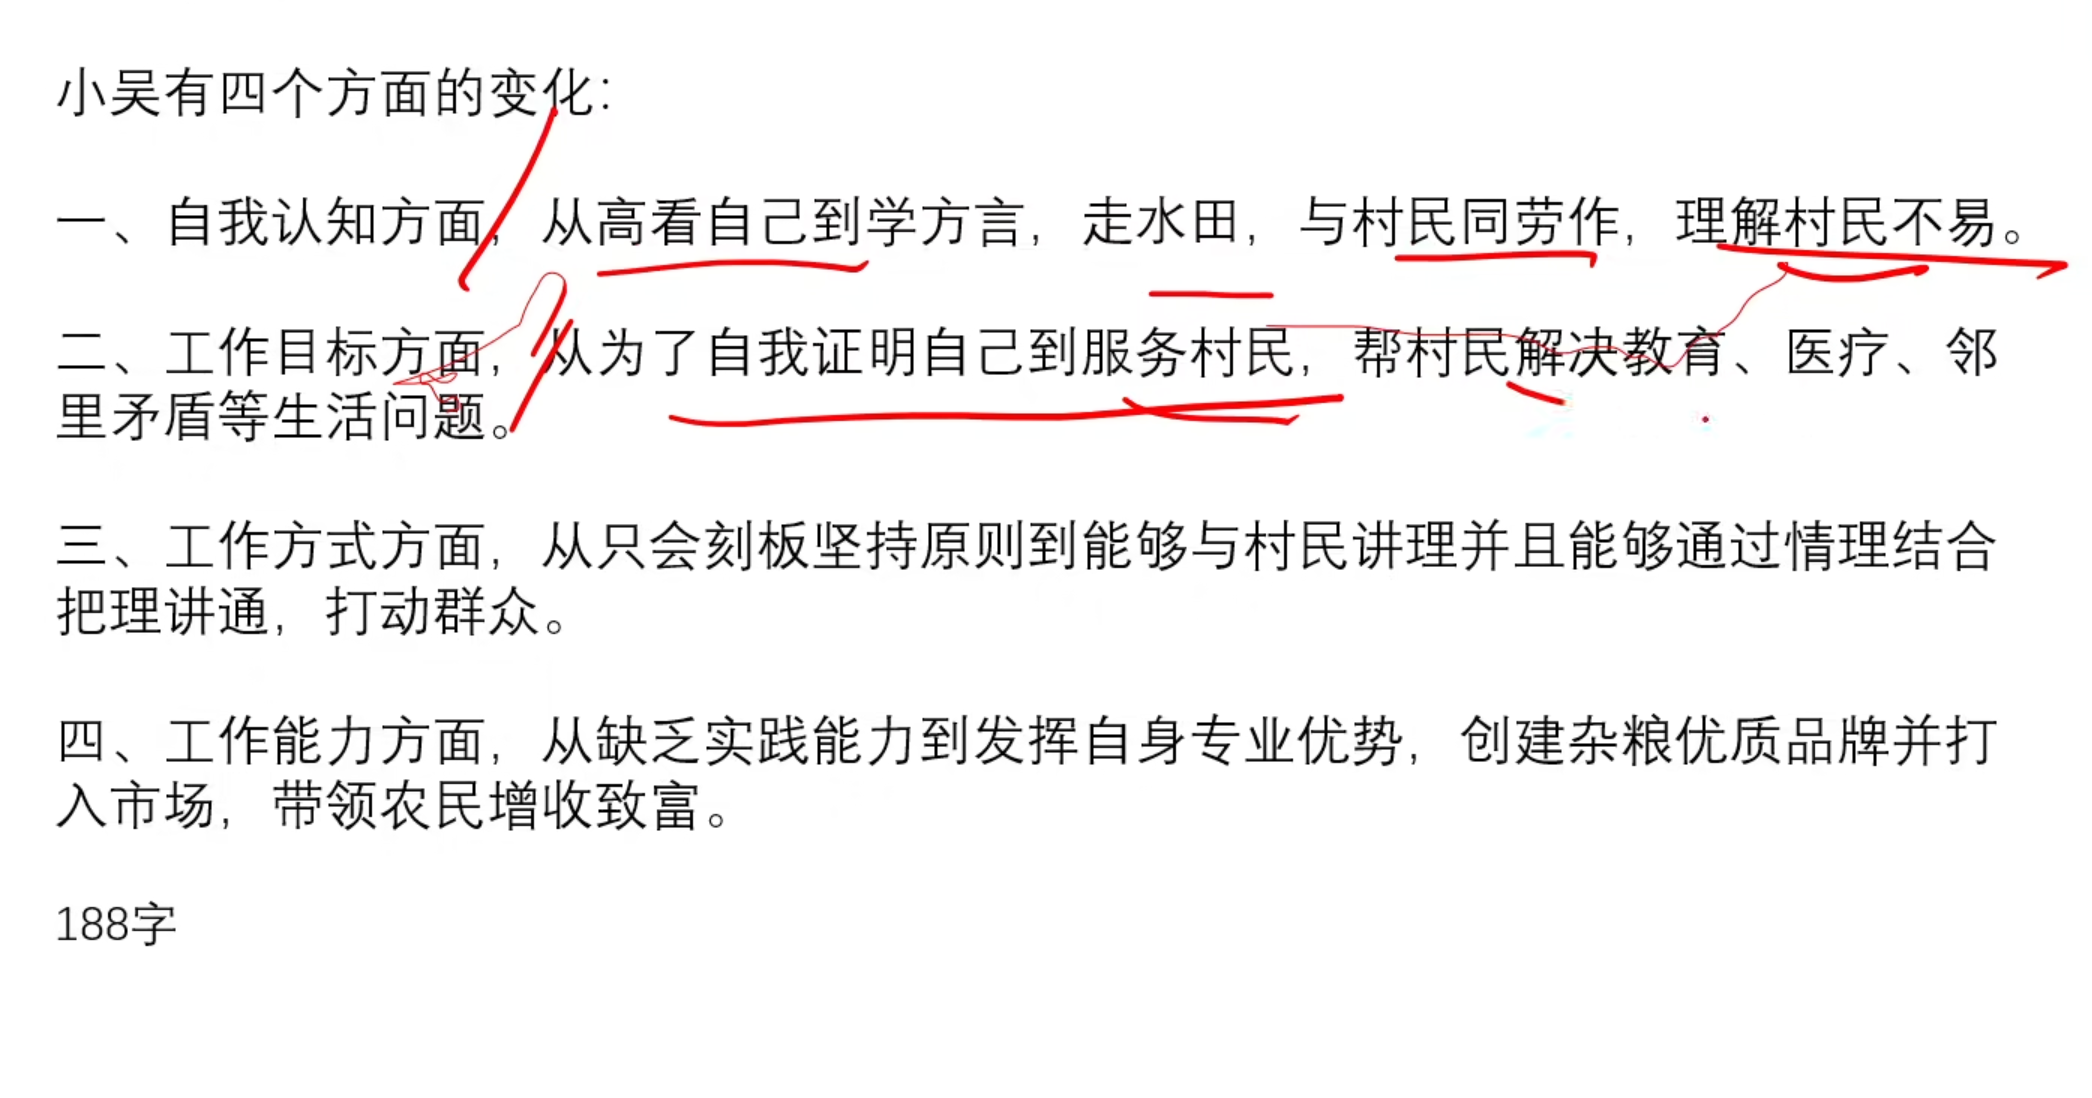 小吴有四个方面的变化：
一、自我认知方面，从高看自己到学方言，走水田，与村民同劳作，理解村民不易。
二、工作目标方面，从为了自我证明自己到服务村民，帮村民解决教育、医疗、邻
里矛盾等生活问题。
三、工作方式方面，从只会刻板坚持原则到能够与村民讲理并且能够通过情理结合
把理讲通，打动群众。
四、工作能力方面，从缺乏实践能力到发挥自身专业优势，创建杂粮优质品牌并打
入市场，带领农民增收致富。
188字